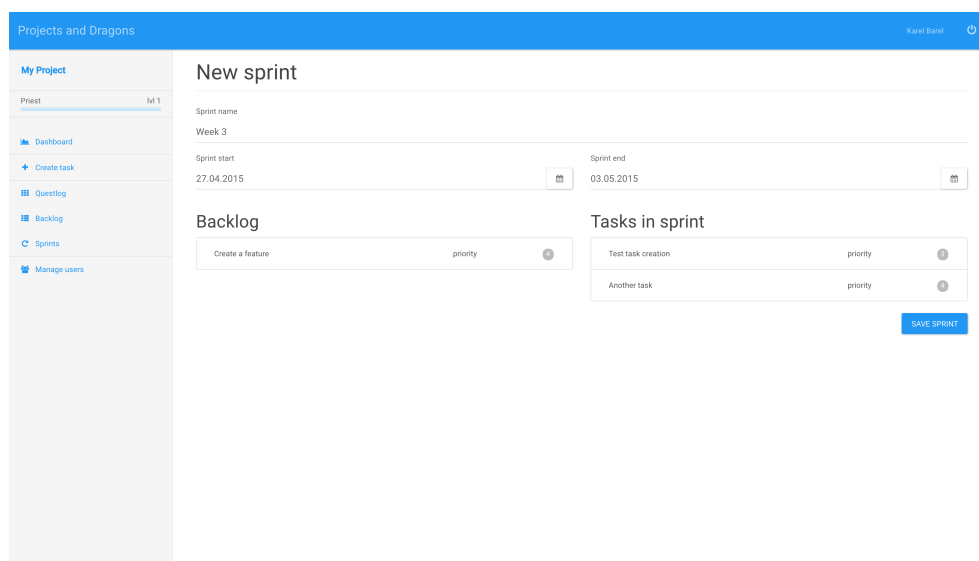 Projects and Dragons
Karel Barel
My Project
Priest lvl 1
Dashboard
Create task
Questlog
Backlog
Sprints
Manage users
New sprint
Sprint name
Week 3
Sprint start Sprint end
27.04.2015 03.05.2015
Backlog Tasks in sprint
Create a feature priority 4 Test task creation priority 3
Another task priority 4
SAVE SPRINT